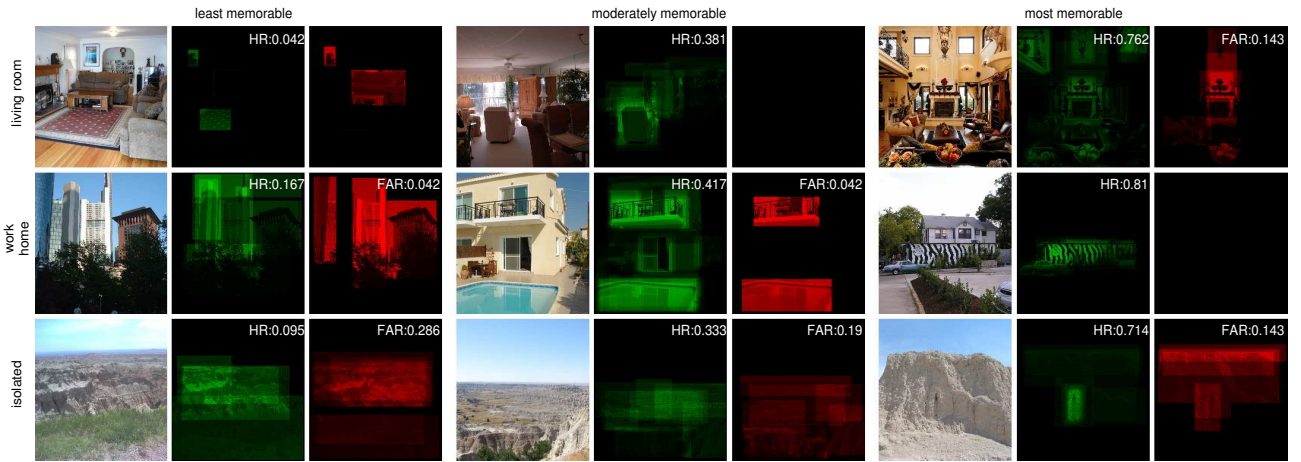 least memorable
moderately memorable
most memorable
living room
HR:0.042
HR:0.381
HR:0.762
FAR:0.143
work
home
HR:0.167
FAR:0.042
HR:0.417
FAR:0.042
HR:0.81
isolated
HR:0.095
FAR:0.286
HR:0.333
FAR:0.19
HR:0.714
FAR:0.143